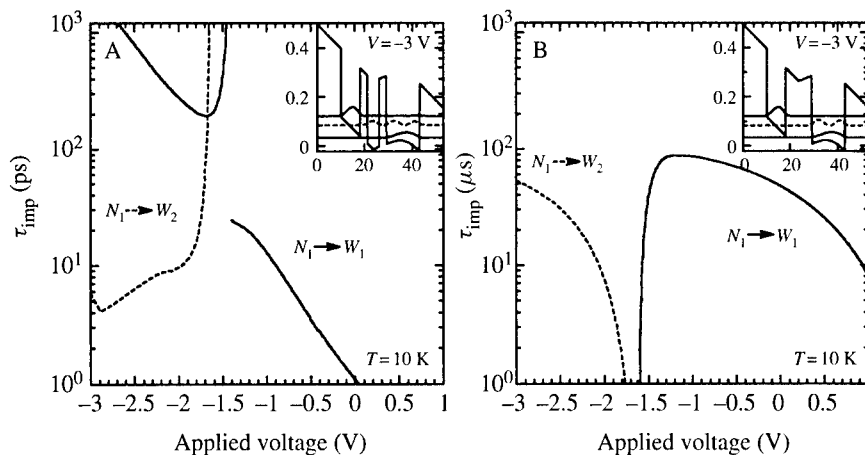 A
10³
10²
10¹
10⁰
τimp (ps)
N₁ ⇢ W₂
N₁ → W₁
T = 10 K
−3 −2.5 −2 −1.5 −1 −0.5 0 0.5 1
Applied voltage (V)
V = −3 V
0.4
0.2
0
0 20 40
B
10³
10²
10¹
10⁰
τimp (μs)
N₁ ⇢ W₂
N₁ → W₁
T = 10 K
−3 −2.5 −2 −1.5 −1 −0.5 0 0.5
Applied voltage (V)
V = −3 V
0.4
0.2
0
0 20 40